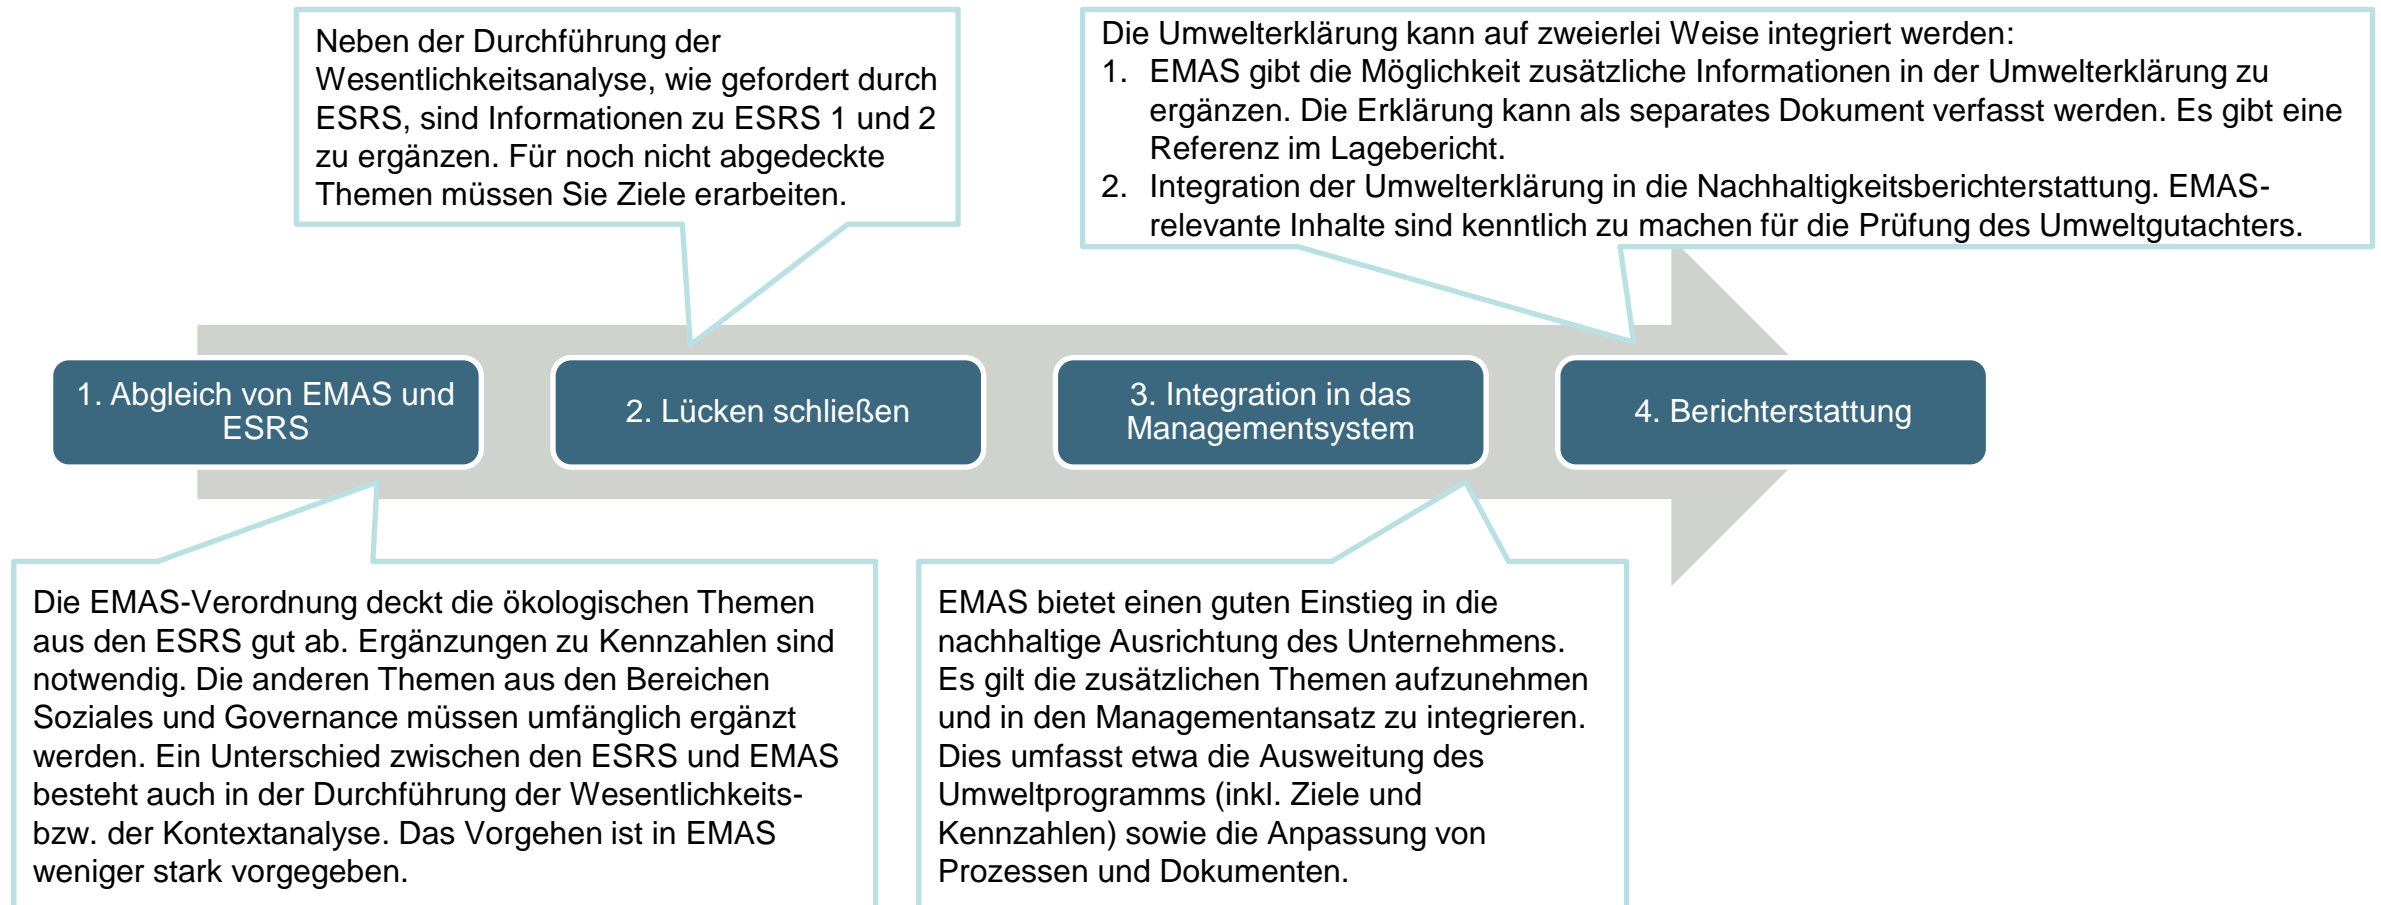 Neben der Durchführung der
Wesentlichkeitsanalyse, wie gefordert durch
ESRS, sind Informationen zu ESRS 1 und 2
zu ergänzen. Für noch nicht abgedeckte
Themen müssen Sie Ziele erarbeiten.
Die Umwelterklärung kann auf zweierlei Weise integriert werden:
1. EMAS gibt die Möglichkeit zusätzliche Informationen in der Umwelterklärung zu
ergänzen. Die Erklärung kann als separates Dokument verfasst werden. Es gibt eine
Referenz im Lagebericht.
2. Integration der Umwelterklärung in die Nachhaltigkeitsberichterstattung. EMAS-
relevante Inhalte sind kenntlich zu machen für die Prüfung des Umweltgutachters.
1. Abgleich von EMAS und
ESRS
2. Lücken schließen
3. Integration in das
Managementsystem
4. Berichterstattung
Die EMAS-Verordnung deckt die ökologischen Themen
aus den ESRS gut ab. Ergänzungen zu Kennzahlen sind
notwendig. Die anderen Themen aus den Bereichen
Soziales und Governance müssen umfänglich ergänzt
werden. Ein Unterschied zwischen den ESRS und EMAS
besteht auch in der Durchführung der Wesentlichkeits-
bzw. der Kontextanalyse. Das Vorgehen ist in EMAS
weniger stark vorgegeben.
EMAS bietet einen guten Einstieg in die
nachhaltige Ausrichtung des Unternehmens.
Es gilt die zusätzlichen Themen aufzunehmen
und in den Managementansatz zu integrieren.
Dies umfasst etwa die Ausweitung des
Umweltprogramms (inkl. Ziele und
Kennzahlen) sowie die Anpassung von
Prozessen und Dokumenten.